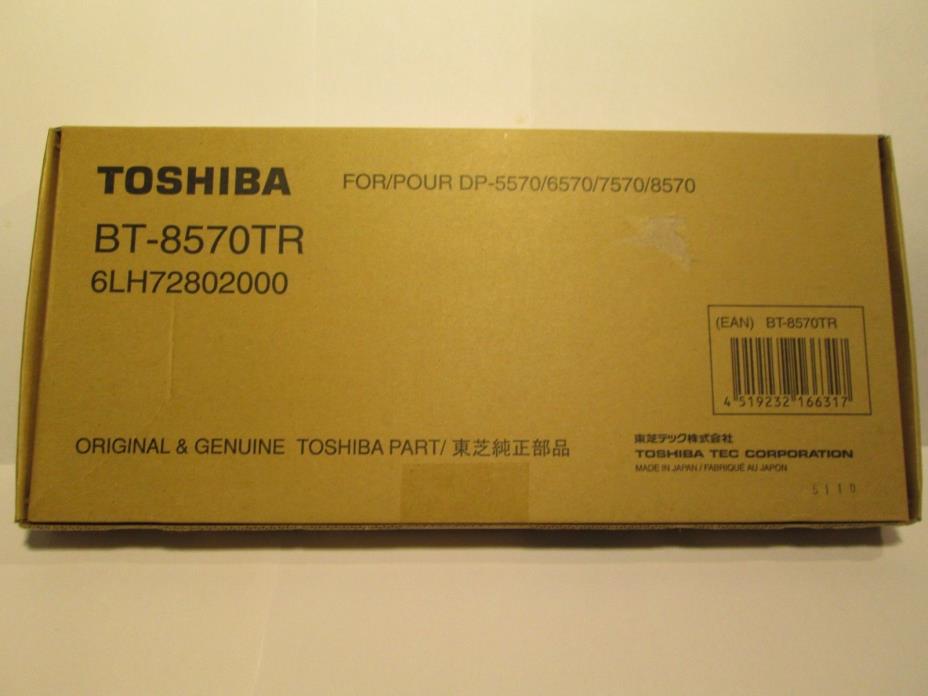 TOSHIBA FOR/POUR DP-5570/6570/7570/8570
BT-8570TR
6LH72802000
(EAN) BT-8570TR
4 519232 166317
ORIGINAL & GENUINE TOSHIBA PART/ 東芝純正部品
東芝テック株式会社
TOSHIBA TEC CORPORATION
MADE IN JAPAN / FABRIQUÉ AU JAPON
5110